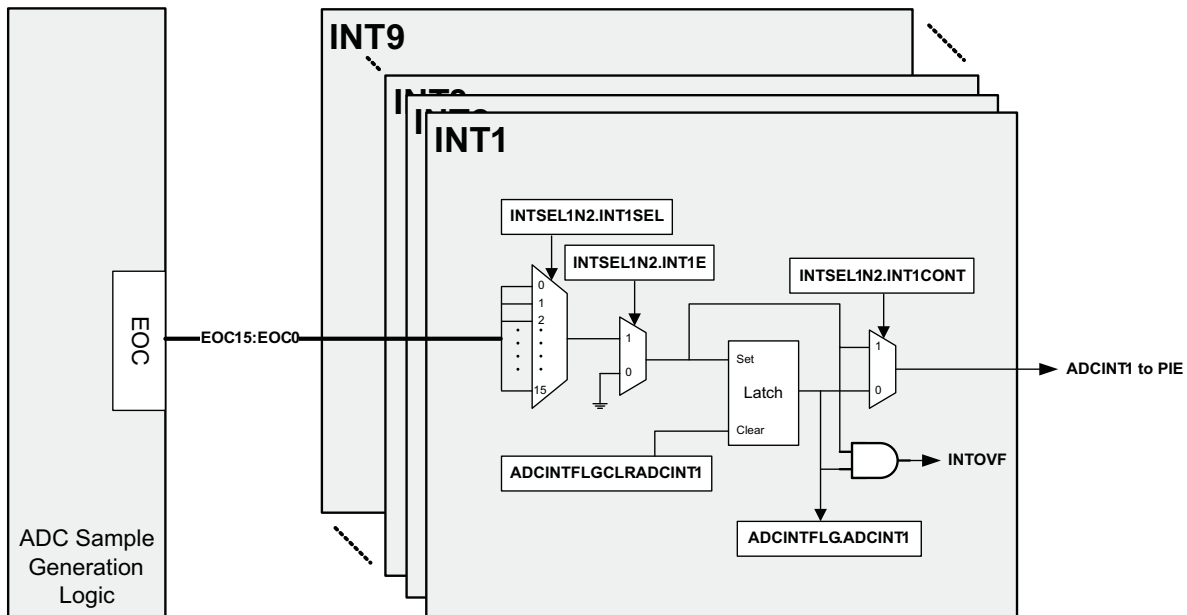 INT9
INT1
INTSEL1N2.INT1SEL
INTSEL1N2.INT1E
INTSEL1N2.INT1CONT
0
1
2
15
1
0
1
0
EOC
EOC15:EOC0
Set
Latch
Clear
ADCINT1 to PIE
INTOVF
ADCINTFLGCLRADCINT1
ADCINTFLG.ADCINT1
ADC Sample
Generation
Logic